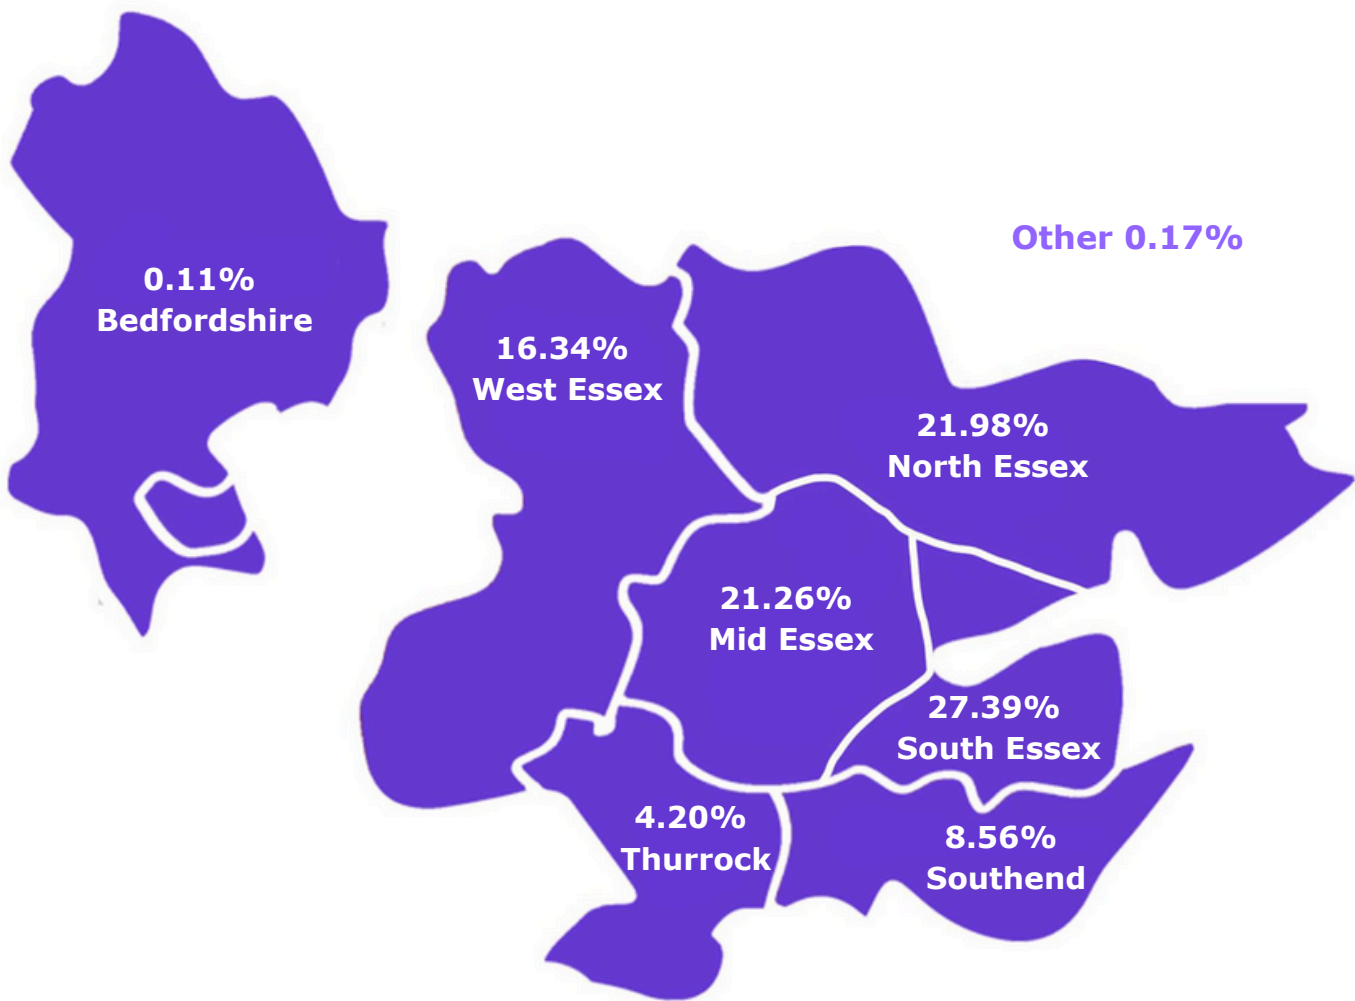 Other 0.17%
0.11%
Bedfordshire
16.34%
West Essex
21.98%
North Essex
21.26%
Mid Essex
27.39%
South Essex
4.20%
Thurrock
8.56%
Southend